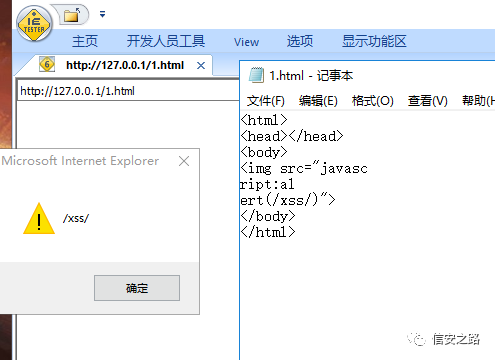 IE
TESTER
主页 开发人员工具 View 选项 显示功能区
6 http://127.0.0.1/1.html
http://127.0.0.1/1.html
1.html - 记事本
文件(F) 编辑(E) 格式(O) 查看(V) 帮助(H
<html>
<head></head>
<body>
<img src="javasc
ript:al
ert(/xss/)">
</body>
</html>
Microsoft Internet Explorer
/xss/
确定
信安之路